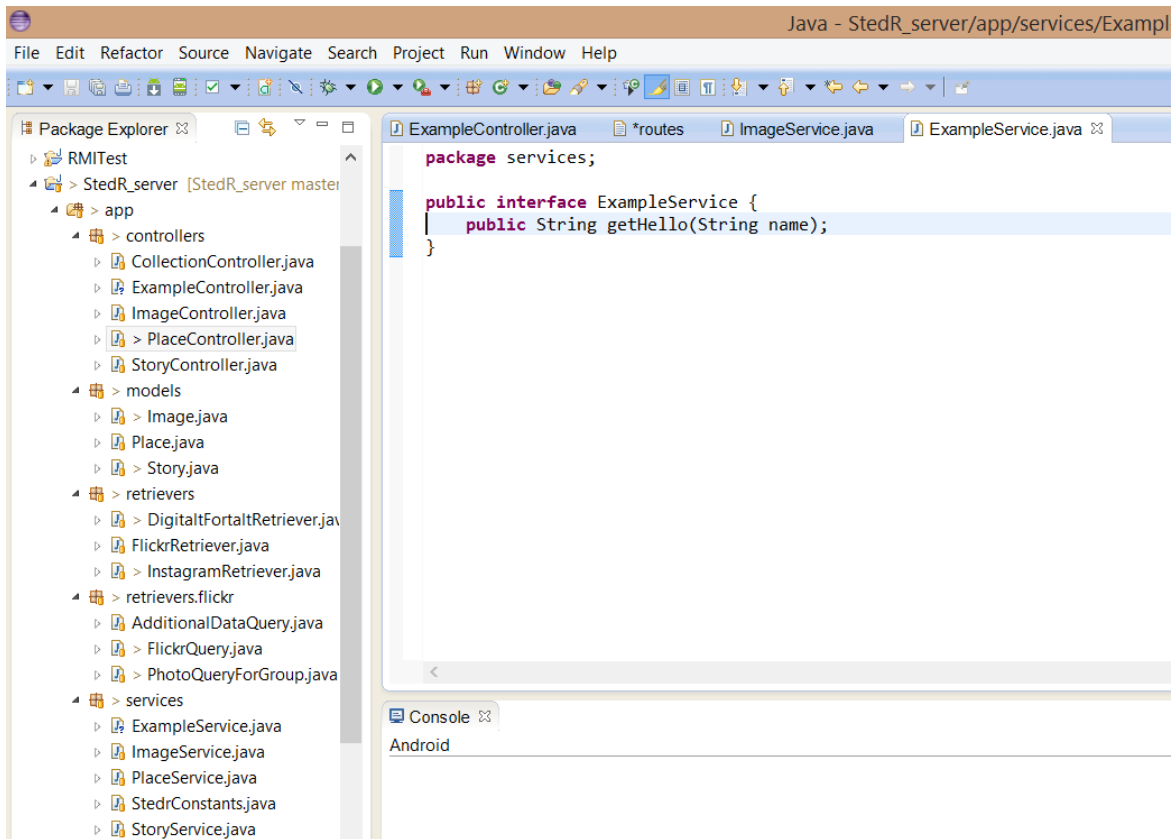 Java - StedR_server/app/services/Exampl
File Edit Refactor Source Navigate Search Project Run Window Help
Package Explorer
RMITest
> StedR_server [StedR_server master
> app
> controllers
CollectionController.java
ExampleController.java
ImageController.java
> PlaceController.java
StoryController.java
> models
> Image.java
Place.java
> Story.java
> retrievers
> DigitaltFortaltRetriever.jav
FlickrRetriever.java
> InstagramRetriever.java
> retrievers.flickr
AdditionalDataQuery.java
> FlickrQuery.java
> PhotoQueryForGroup.java
> services
ExampleService.java
ImageService.java
PlaceService.java
StedrConstants.java
StoryService.java
ExampleController.java *routes ImageService.java ExampleService.java
package services;
public interface ExampleService {
public String getHello(String name);
}
Console
Android